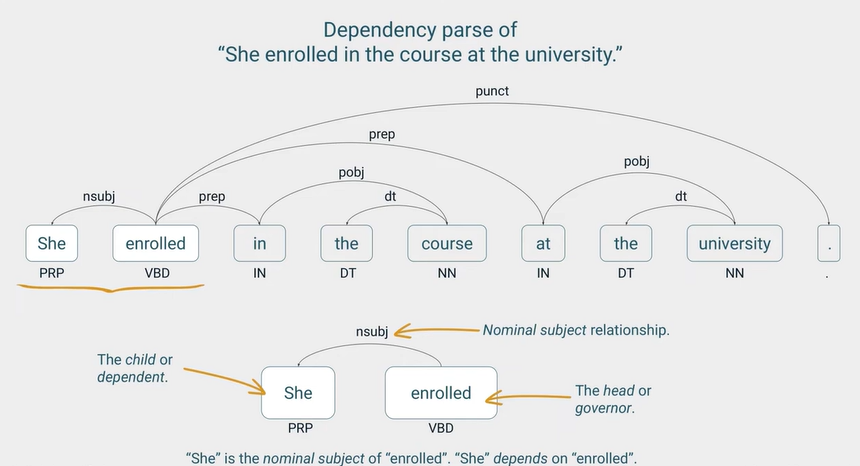 Dependency parse of
“She enrolled in the course at the university.”
punct
prep
pobj
pobj
nsubj
prep
dt
dt
She enrolled in the course at the university .
PRP VBD IN DT NN IN DT NN .
nsubj
Nominal subject relationship.
The child or
dependent.
She enrolled
The head or
governor.
PRP VBD
“She” is the nominal subject of “enrolled”. “She” depends on “enrolled”.